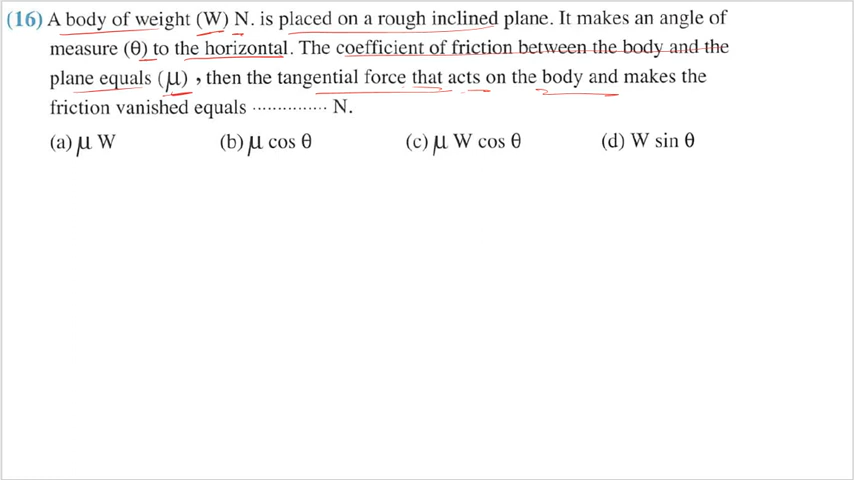 (16) A body of weight (W) N. is placed on a rough inclined plane. It makes an angle of
measure (θ) to the horizontal. The coefficient of friction between the body and the
plane equals (μ) , then the tangential force that acts on the body and makes the
friction vanished equals ··············· N.
(a) μ W (b) μ cos θ (c) μ W cos θ (d) W sin θ